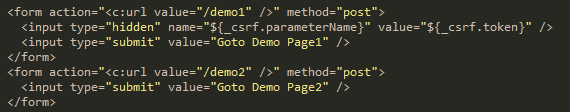 <form action="<c:url value="/demo1" />" method="post">
  <input type="hidden" name="${_csrf.parameterName}" value="${_csrf.token}" />
  <input type="submit" value="Goto Demo Page1" />
</form>
<form action="<c:url value="/demo2" />" method="post">
  <input type="submit" value="Goto Demo Page2" />
</form>